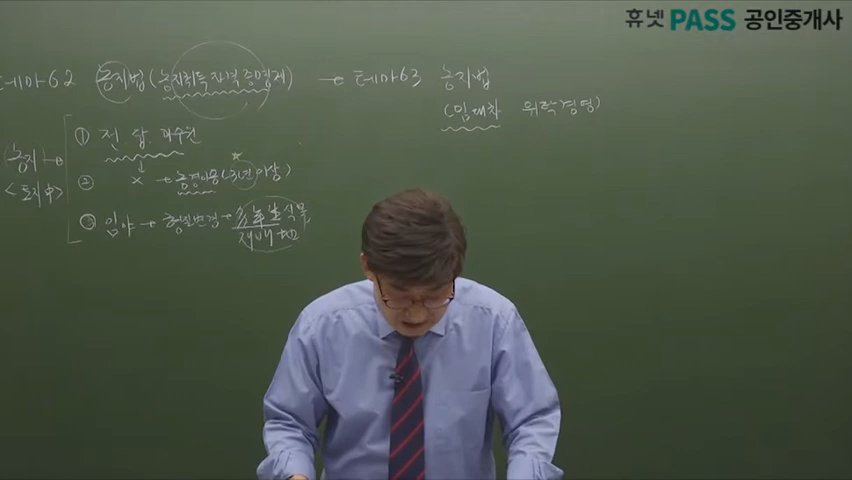 휴넷 PASS 공인중개사
테마62 농지법 (농지취득자격증명제) → 테마63 농지법
(임대차 위탁경영)
(농지) → ① 전 답 과수원
<토지中> ② × → 농경이용(3년 이상)
③ 임야 → 형질변경 → 多年生 식물
재배